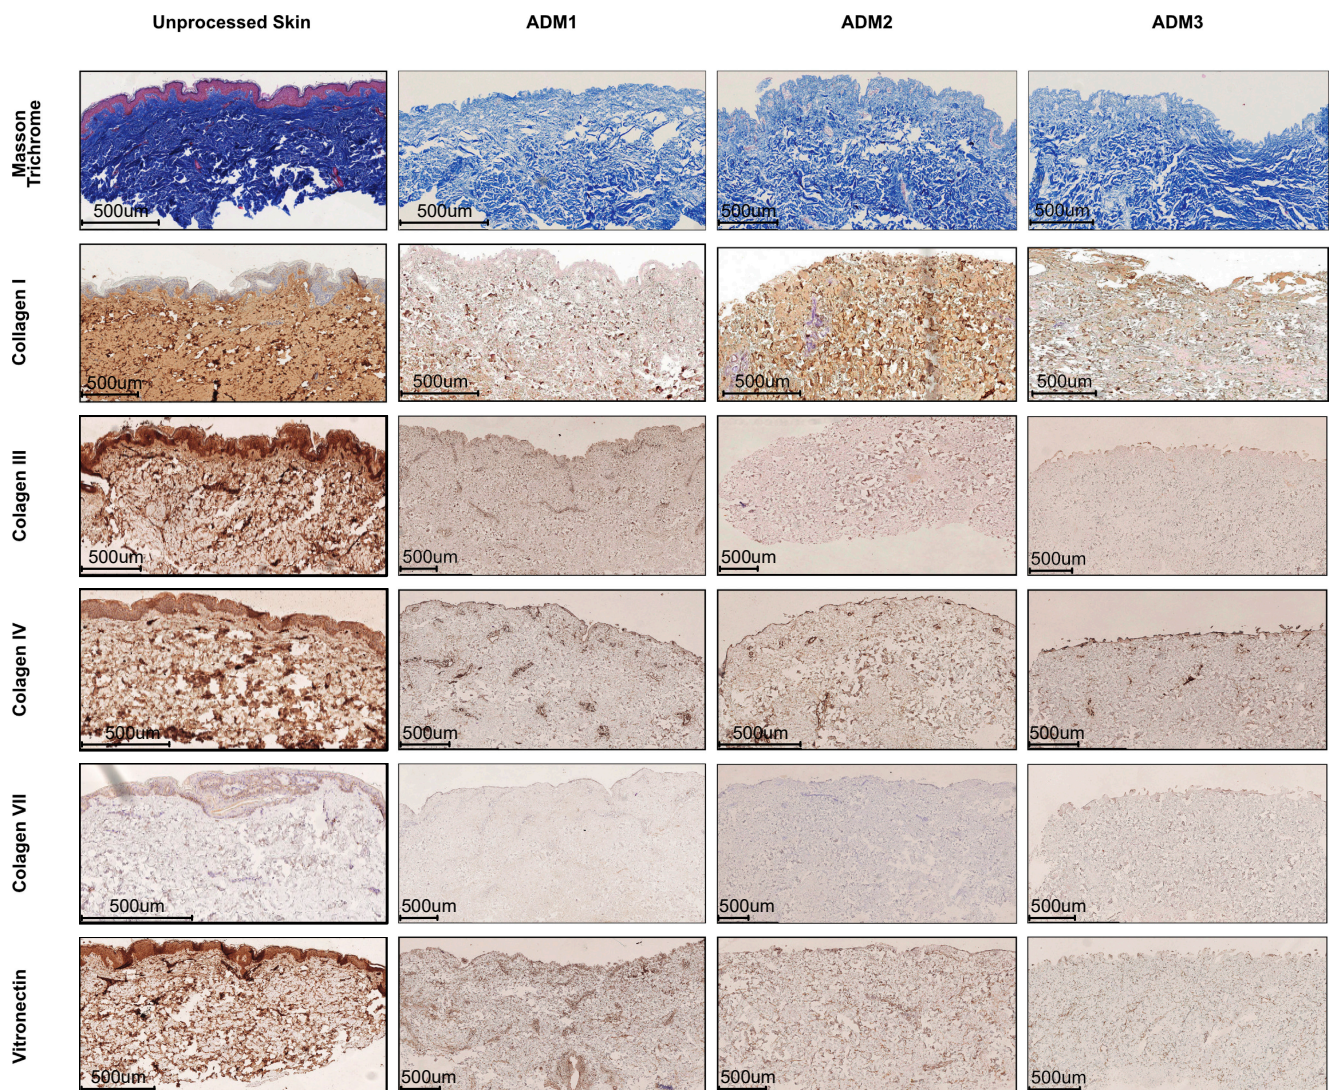 Unprocessed Skin ADM1 ADM2 ADM3
Masson
Trichrome
500um 500um 500um 500um
Collagen I
500um 500um 500um 500um
Colagen III
500um 500um 500um 500um
Colagen IV
500um 500um 500um 500um
Colagen VII
500um 500um 500um 500um
Vitronectin
500um 500um 500um 500um